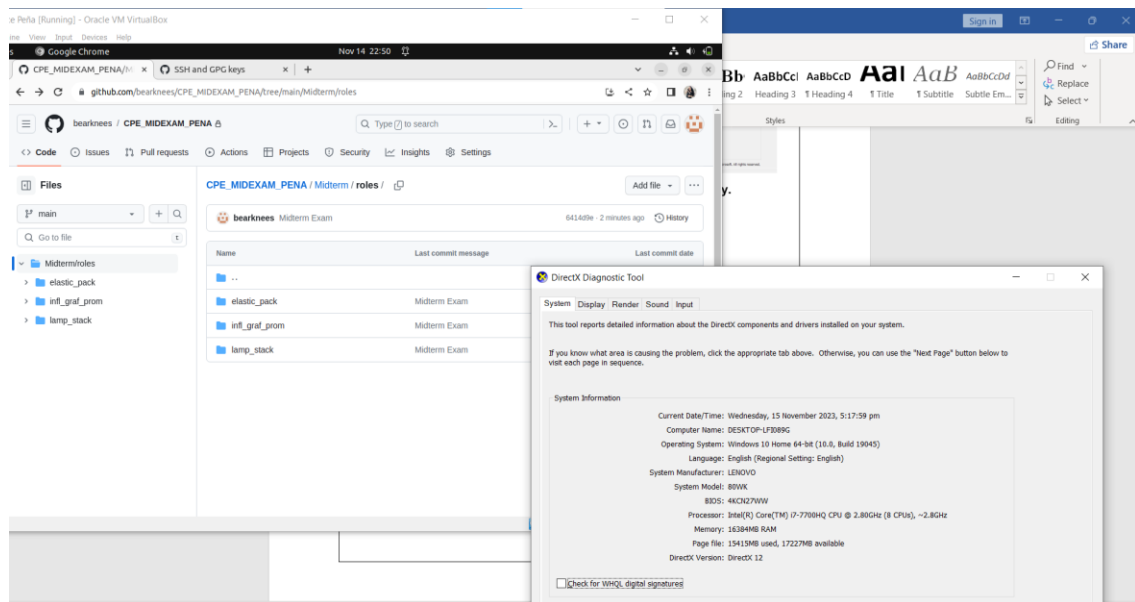 e Peña [Running] - Oracle VM VirtualBox
ine View Input Devices Help
s Google Chrome Nov 14 22:50
CPE_MIDEXAM_PENA/Mi × SSH and GPG keys × +
github.com/bearknees/CPE_MIDEXAM_PENA/tree/main/Midterm/roles
bearknees / CPE_MIDEXAM_PENA Type / to search
Code Issues Pull requests Actions Projects Security Insights Settings
Files
main
Go to file t
Midterm/roles
elastic_pack
infl_graf_prom
lamp_stack
CPE_MIDEXAM_PENA / Midterm / roles / Add file ...
bearknees Midterm Exam 6414d9e · 2 minutes ago History
Name Last commit message Last commit date
..
elastic_pack Midterm Exam
infl_graf_prom Midterm Exam
lamp_stack Midterm Exam
Sign in
Share
Bb AaBbCcI AaBbCcD AaI AaB AaBbCcDd
ing 2 Heading 3 ¶ Heading 4 ¶ Title ¶ Subtitle Subtle Em...
Styles
Find
Replace
Select
Editing
y.
DirectX Diagnostic Tool
System Display Render Sound Input
This tool reports detailed information about the DirectX components and drivers installed on your system.
If you know what area is causing the problem, click the appropriate tab above. Otherwise, you can use the "Next Page" button below to
visit each page in sequence.
System Information
Current Date/Time: Wednesday, 15 November 2023, 5:17:59 pm
Computer Name: DESKTOP-LFI089G
Operating System: Windows 10 Home 64-bit (10.0, Build 19045)
Language: English (Regional Setting: English)
System Manufacturer: LENOVO
System Model: 80WK
BIOS: 4KCN27WW
Processor: Intel(R) Core(TM) i7-7700HQ CPU @ 2.80GHz (8 CPUs), ~2.8GHz
Memory: 16384MB RAM
Page file: 15415MB used, 17227MB available
DirectX Version: DirectX 12
Check for WHQL digital signatures